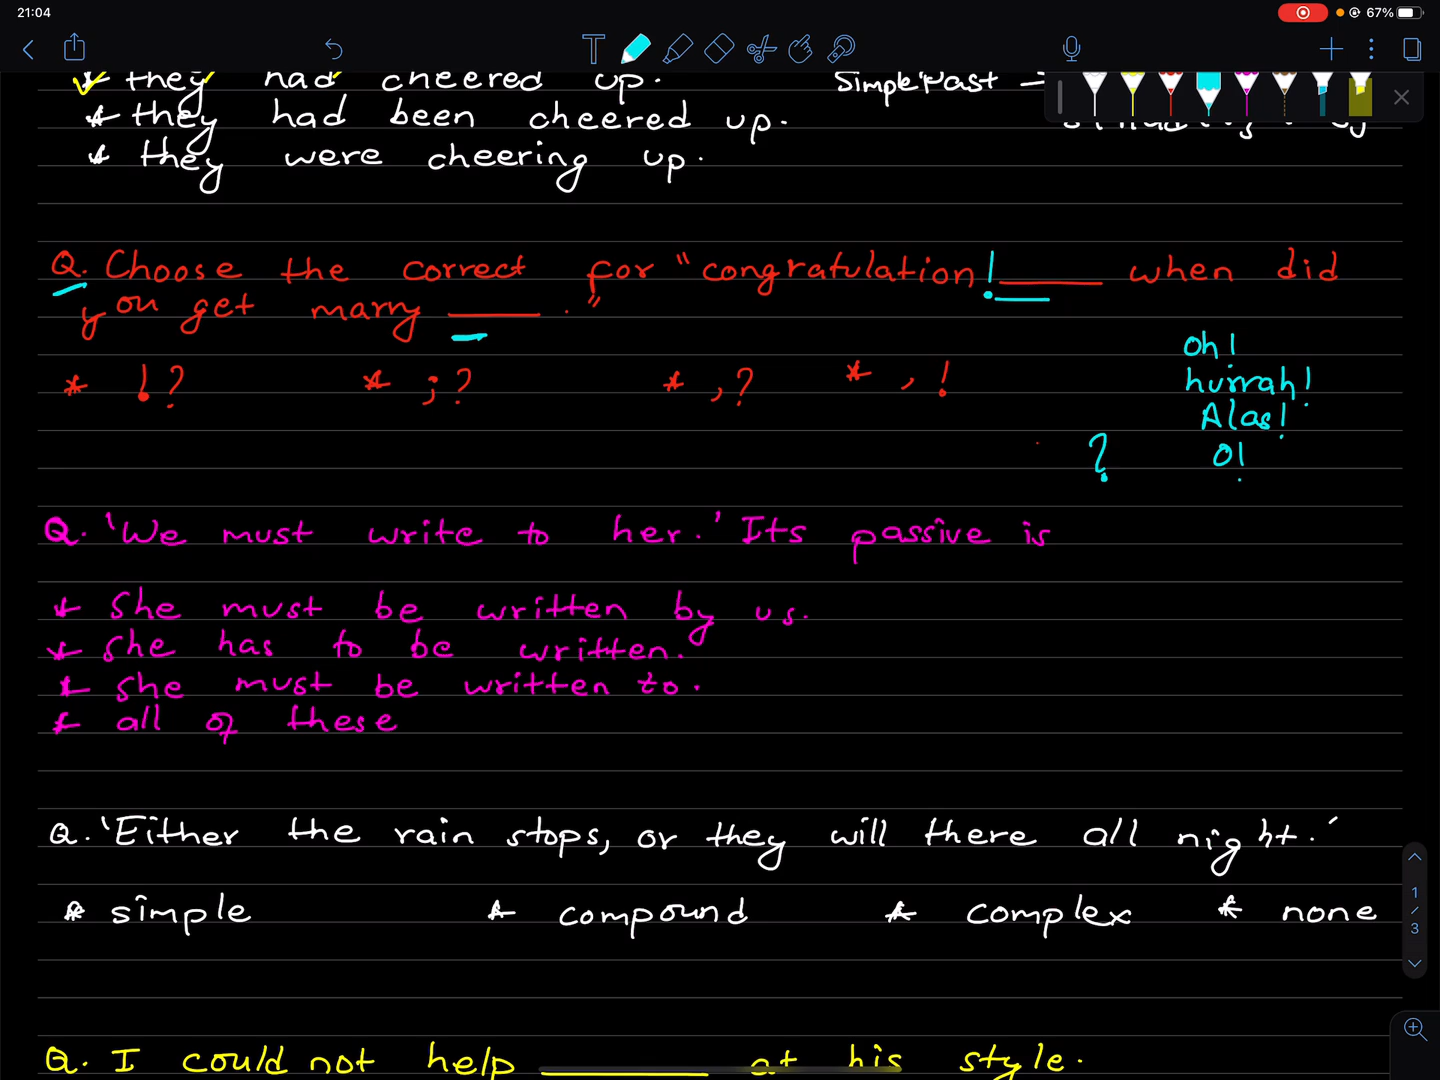 21:04
67%
they had cheered up.
Simple Past →
* they had been cheered up.
* they were cheering up.
Q. Choose the correct for "congratulation! ______ when did
you get marry ______ ."
Oh!
hurrah!
Alas!
O!
* !?
* ;?
* ,?
* ,!
?
Q. 'We must write to her.' Its passive is
* She must be written by us.
* She has to be written.
* She must be written to.
* all of these
Q. 'Either the rain stops, or they will there all night.'
* simple
* compound
* complex
* none
1
/
3
Q. I could not help ______ at his style.